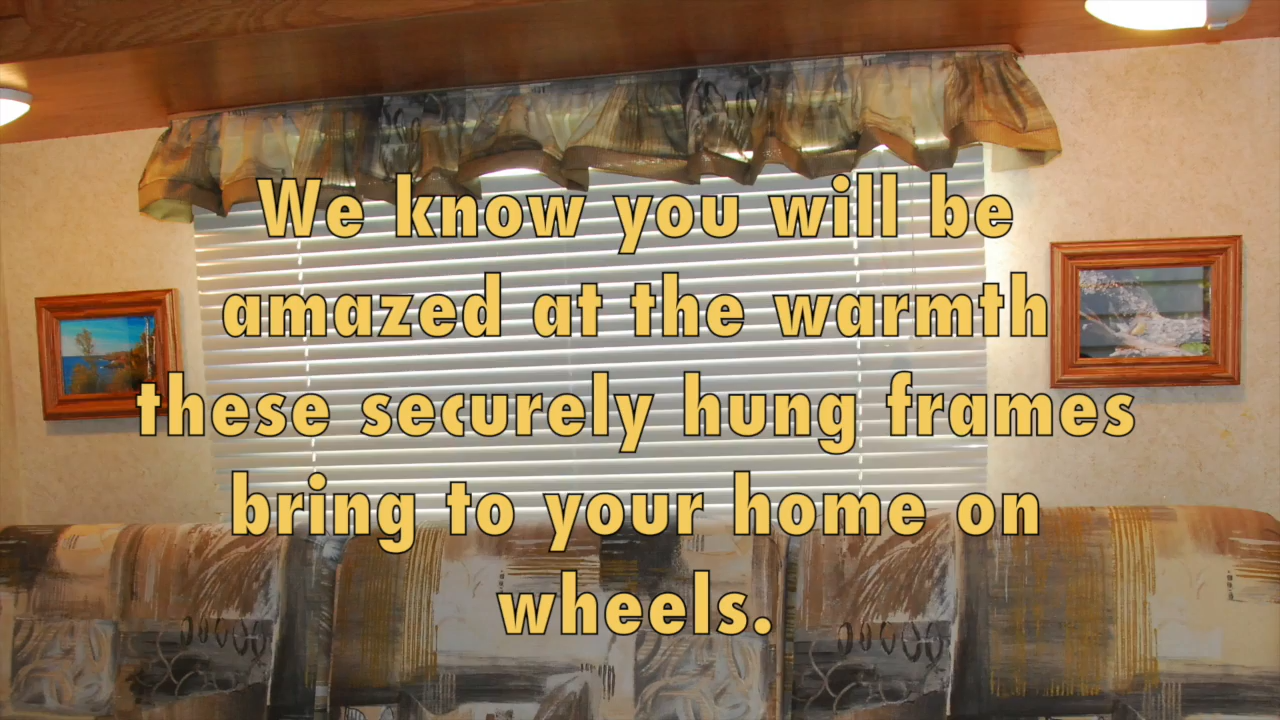 We know you will be
amazed at the warmth
these securely hung frames
bring to your home on
wheels.